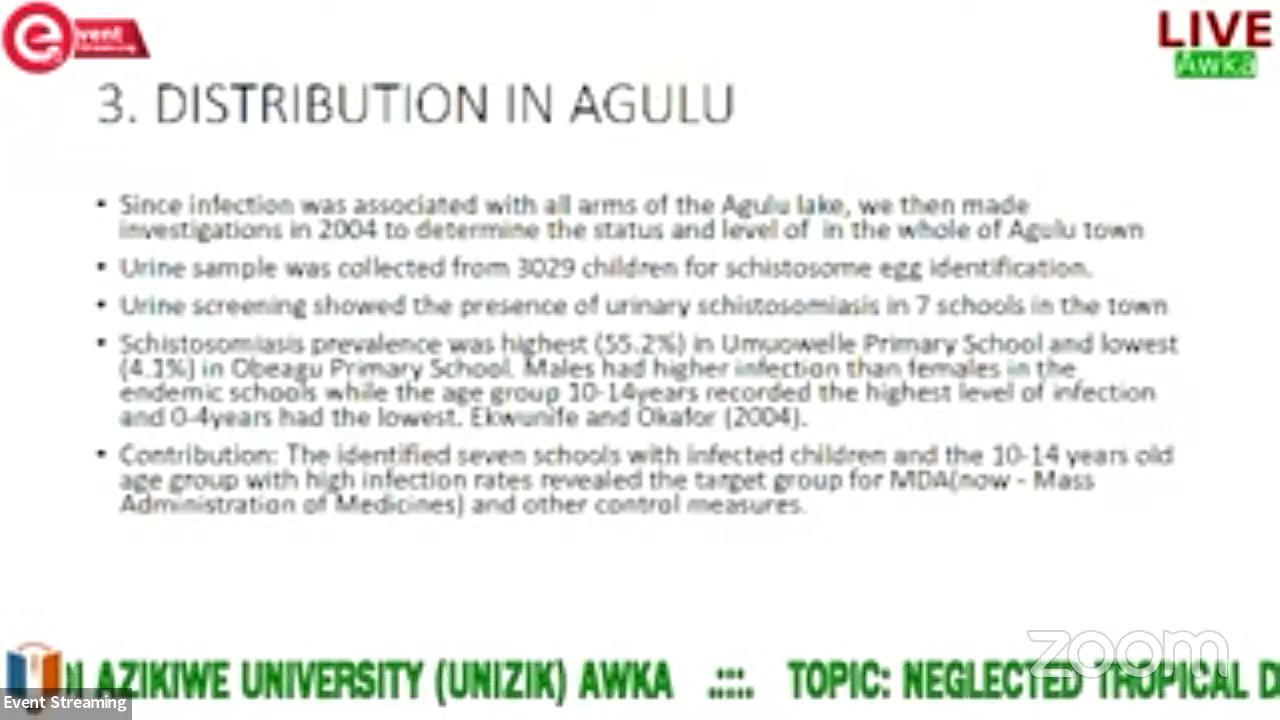 event
Streaming
LIVE
Awka
3. DISTRIBUTION IN AGULU
• Since infection was associated with all arms of the Agulu lake, we then made
investigations in 2004 to determine the status and level of in the whole of Agulu town
• Urine sample was collected from 3029 children for schistosome egg identification.
• Urine screening showed the presence of urinary schistosomiasis in 7 schools in the town
• Schistosomiasis prevalence was highest (55.2%) in Umuowelle Primary School and lowest
(4.1%) in Obeagu Primary School. Males had higher infection than females in the
endemic schools while the age group 10-14years recorded the highest level of infection
and 0-4years had the lowest. Ekwunife and Okafor (2004).
• Contribution: The identified seven schools with infected children and the 10-14 years old
age group with high infection rates revealed the target group for MDA(now - Mass
Administration of Medicines) and other control measures.
zoom
I AZIKIWE UNIVERSITY (UNIZIK) AWKA .::::. TOPIC: NEGLECTED TROPICAL D
Event Streaming